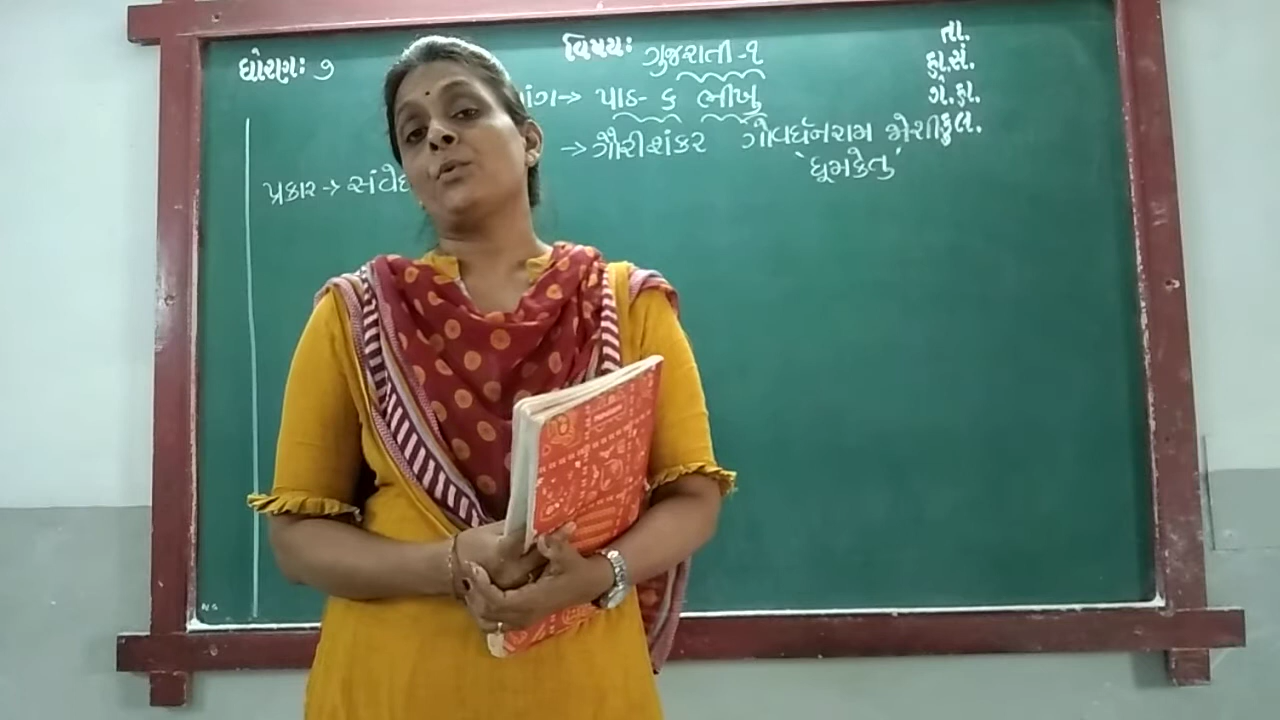 ધોરણઃ ૭ વિષયઃ ગુજરાતી-૧ તા.
→ પાઠ- ૬ ભીખુ હા.સં.
→ ગૌરીશંકર ગોવર્ધનરામ જોશી ગે.હા.
પ્રકાર → 'ધૂમકેતુ' કુલ.